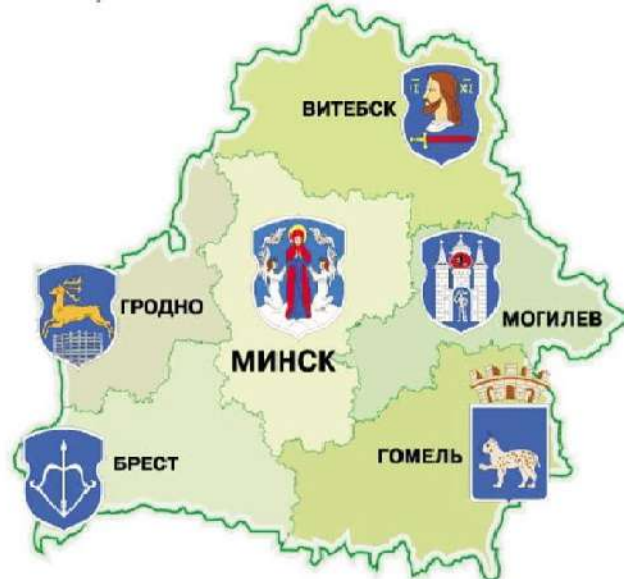 ВИТЕБСК
ГРОДНО
МОГИЛЕВ
МИНСК
БРЕСТ
ГОМЕЛЬ